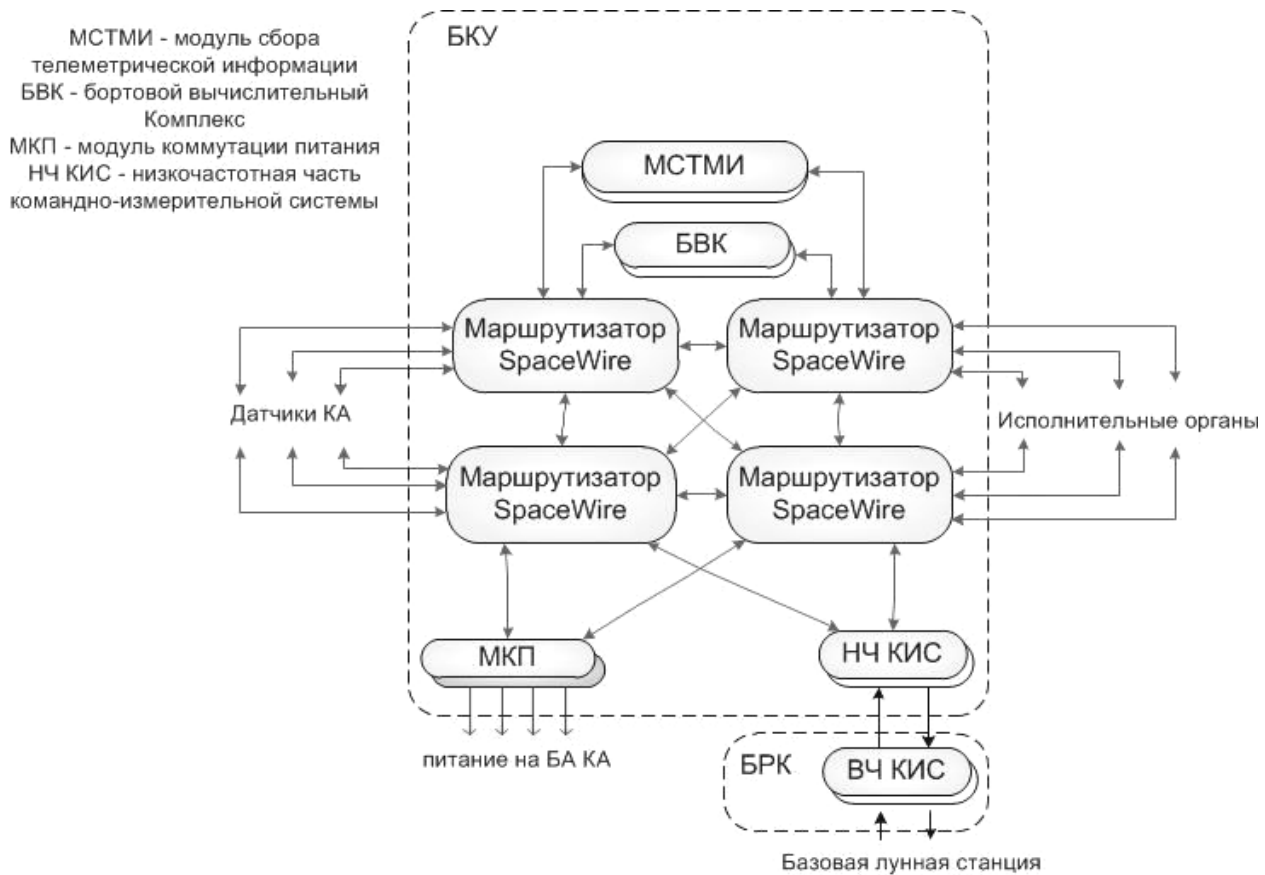 МСТМИ - модуль сбора
телеметрической информации
БВК - бортовой вычислительный
Комплекс
МКП - модуль коммутации питания
НЧ КИС - низкочастотная часть
командно-измерительной системы
БКУ
МСТМИ
БВК
Маршрутизатор
SpaceWire
Маршрутизатор
SpaceWire
Датчики КА
Исполнительные органы
Маршрутизатор
SpaceWire
Маршрутизатор
SpaceWire
МКП
НЧ КИС
питание на БА КА
БРК
ВЧ КИС
Базовая лунная станция